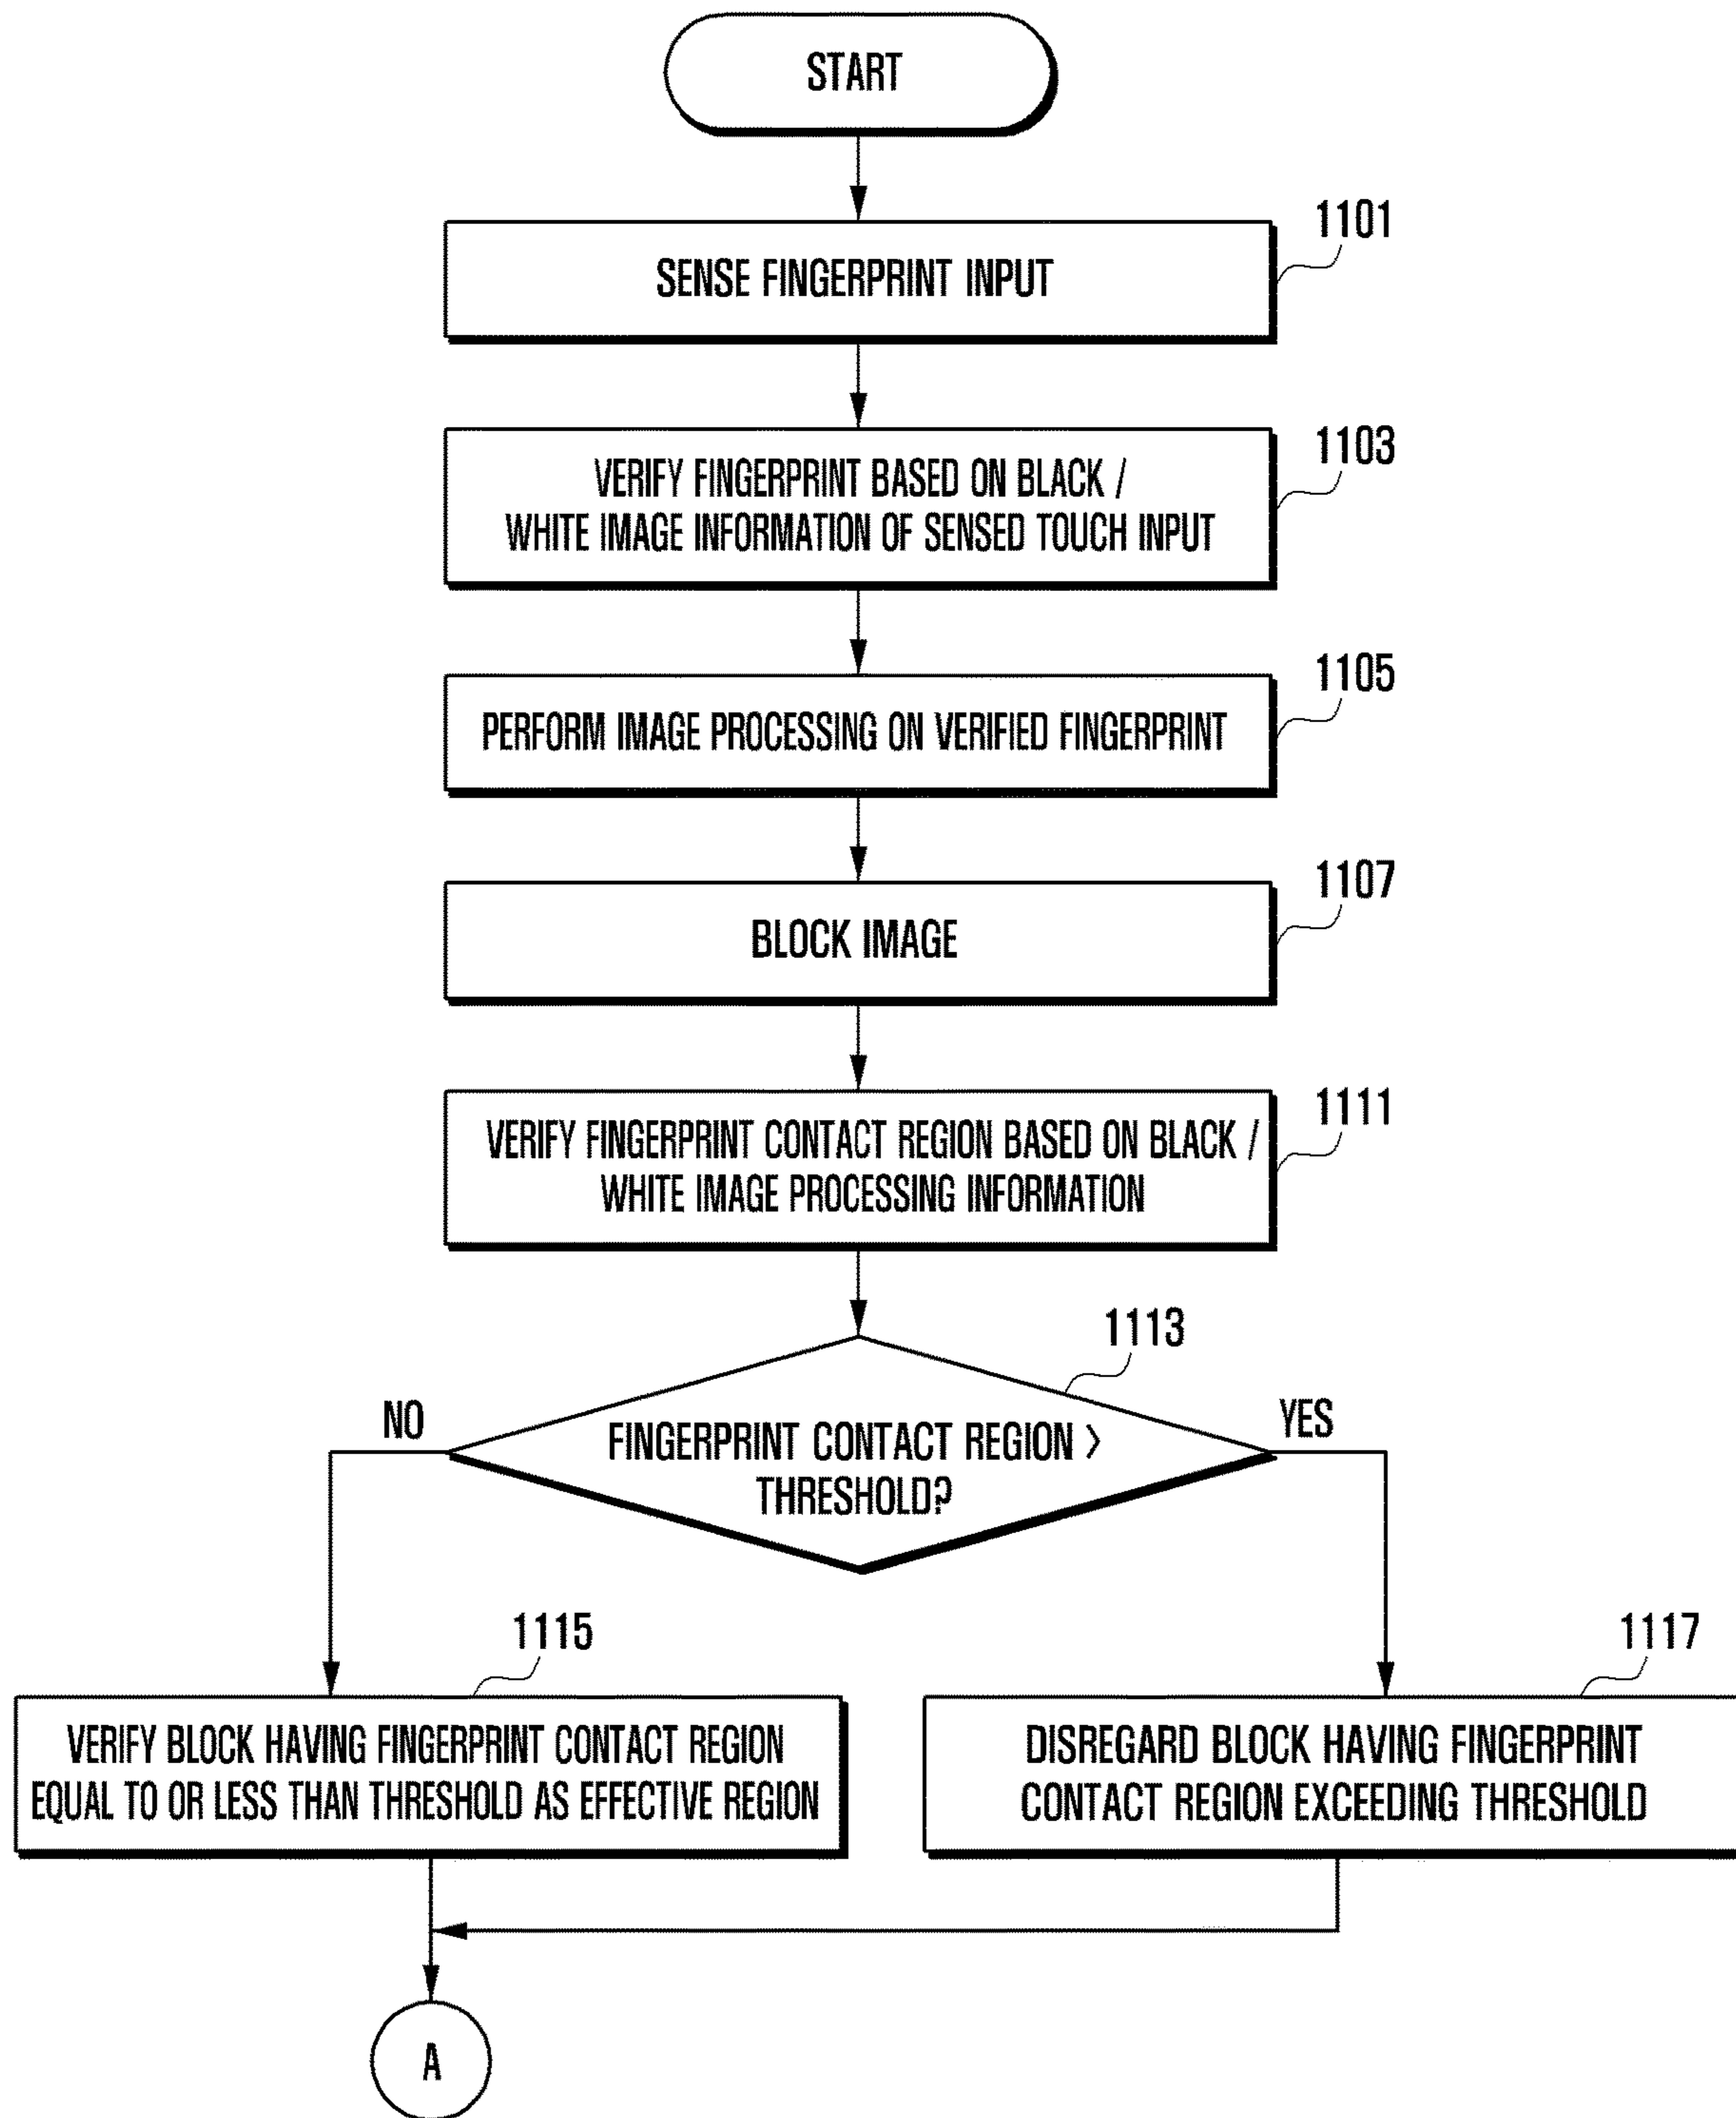 START
1101
SENSE FINGERPRINT INPUT
1103
VERIFY FINGERPRINT BASED ON BLACK /
WHITE IMAGE INFORMATION OF SENSED TOUCH INPUT
1105
PERFORM IMAGE PROCESSING ON VERIFIED FINGERPRINT
1107
BLOCK IMAGE
1111
VERIFY FINGERPRINT CONTACT REGION BASED ON BLACK /
WHITE IMAGE PROCESSING INFORMATION
1113
NO
YES
FINGERPRINT CONTACT REGION >
THRESHOLD?
1115
1117
VERIFY BLOCK HAVING FINGERPRINT CONTACT REGION
EQUAL TO OR LESS THAN THRESHOLD AS EFFECTIVE REGION
DISREGARD BLOCK HAVING FINGERPRINT
CONTACT REGION EXCEEDING THRESHOLD
A